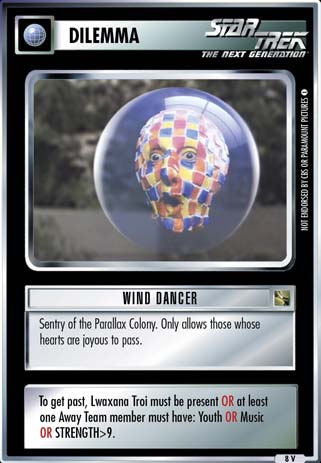 DILEMMA
STAR TREK
THE NEXT GENERATION
NOT ENDORSED BY CBS OR PARAMOUNT PICTURES
WIND DANCER
Sentry of the Parallax Colony. Only allows those whose
hearts are joyous to pass.
To get past, Lwaxana Troi must be present OR at least
one Away Team member must have: Youth OR Music
OR STRENGTH>9.
8 V